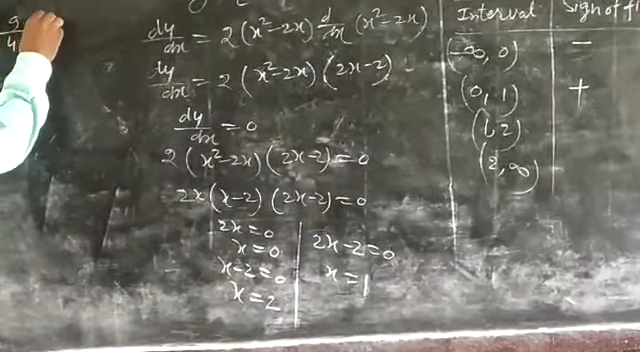 9/4
dy/dx = 2(x²-2x) d/dx (x²-2x)
dy/dx = 2(x²-2x)(2x-2)
dy/dx = 0
2(x²-2x)(2x-2)=0
2x(x-2)(2x-2)=0
2x=0
x=0
x-2=0
x=2
2x-2=0
x=1
Interval Sign of f'
(-∞, 0) -
(0, 1) +
(1, 2)
(2, ∞)